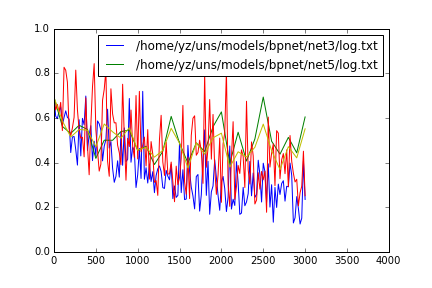 1.0
/home/yz/uns/models/bpnet/net3/log.txt
/home/yz/uns/models/bpnet/net5/log.txt
0.8
0.6
0.4
0.2
0.0
0 500 1000 1500 2000 2500 3000 3500 4000